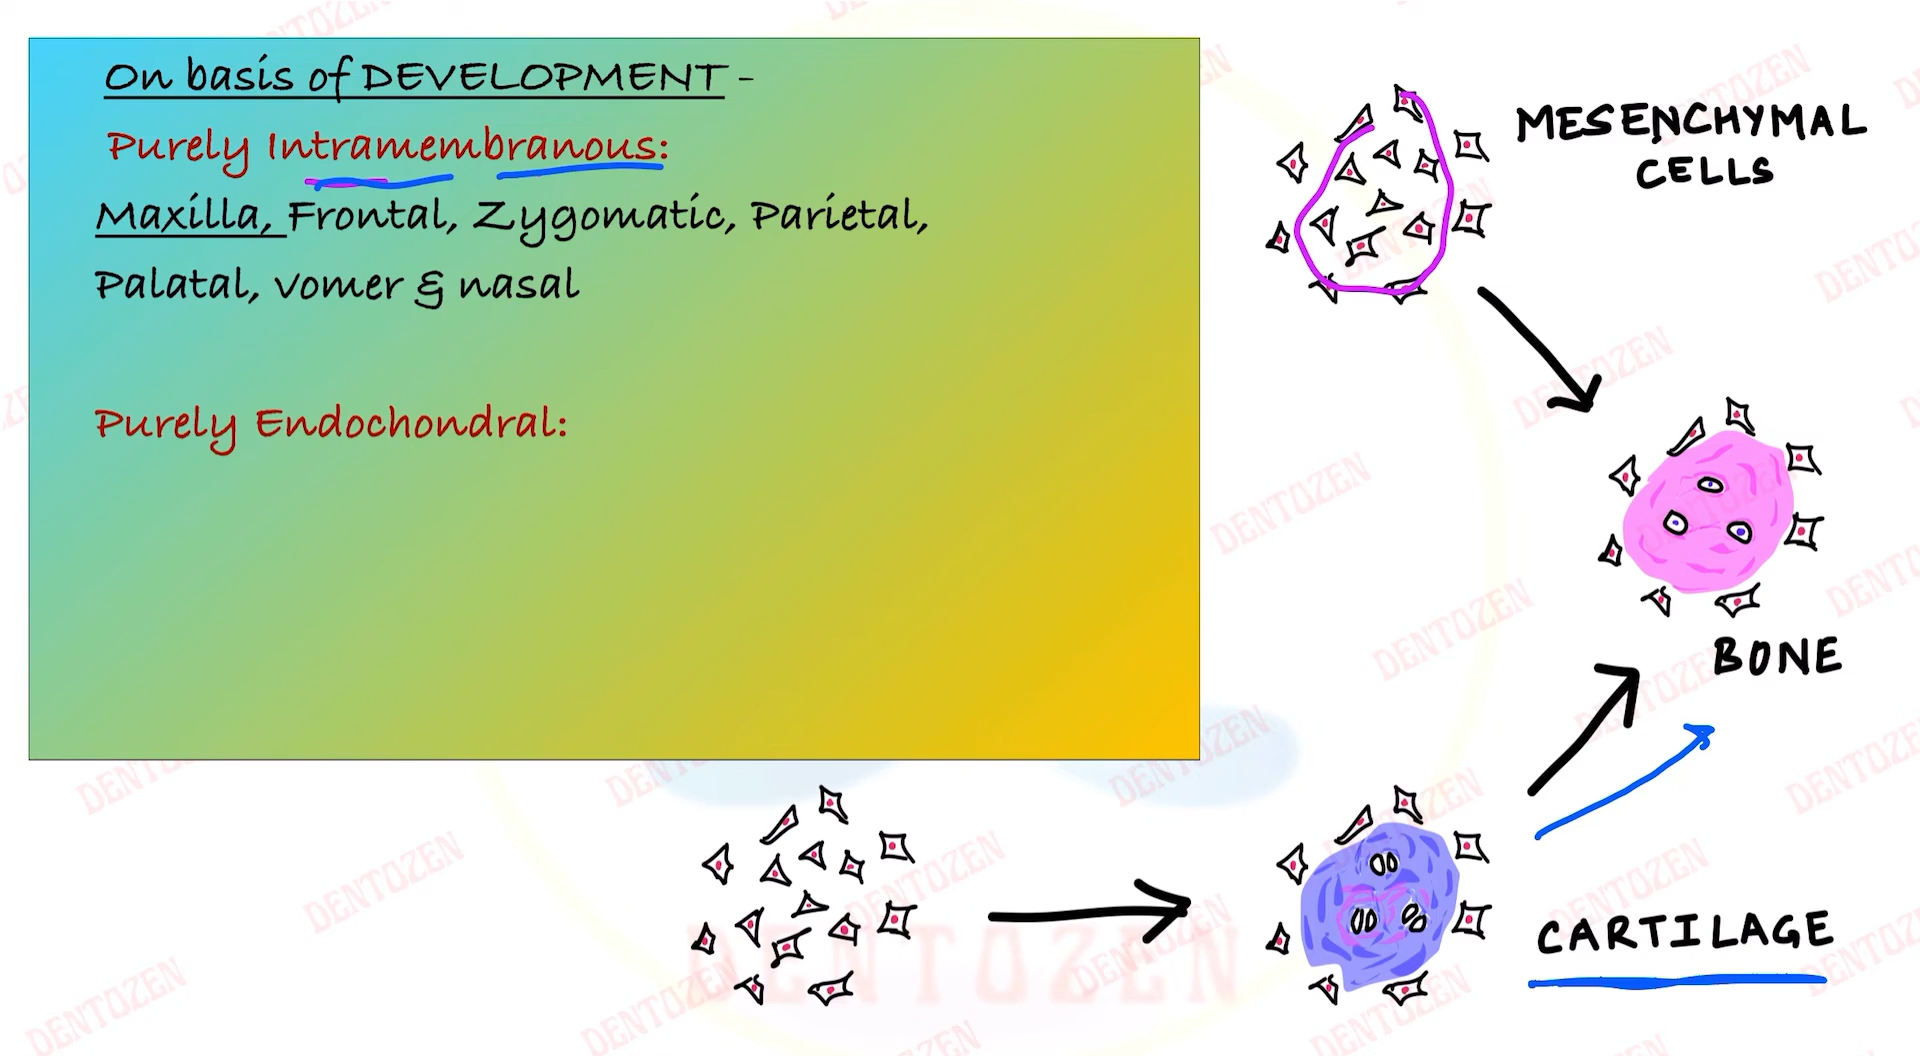 On basis of DEVELOPMENT -
Purely Intramembranous:
Maxilla, Frontal, Zygomatic, Parietal,
Palatal, vomer & nasal
Purely Endochondral:
MESENCHYMAL
CELLS
BONE
CARTILAGE
DENTOZEN